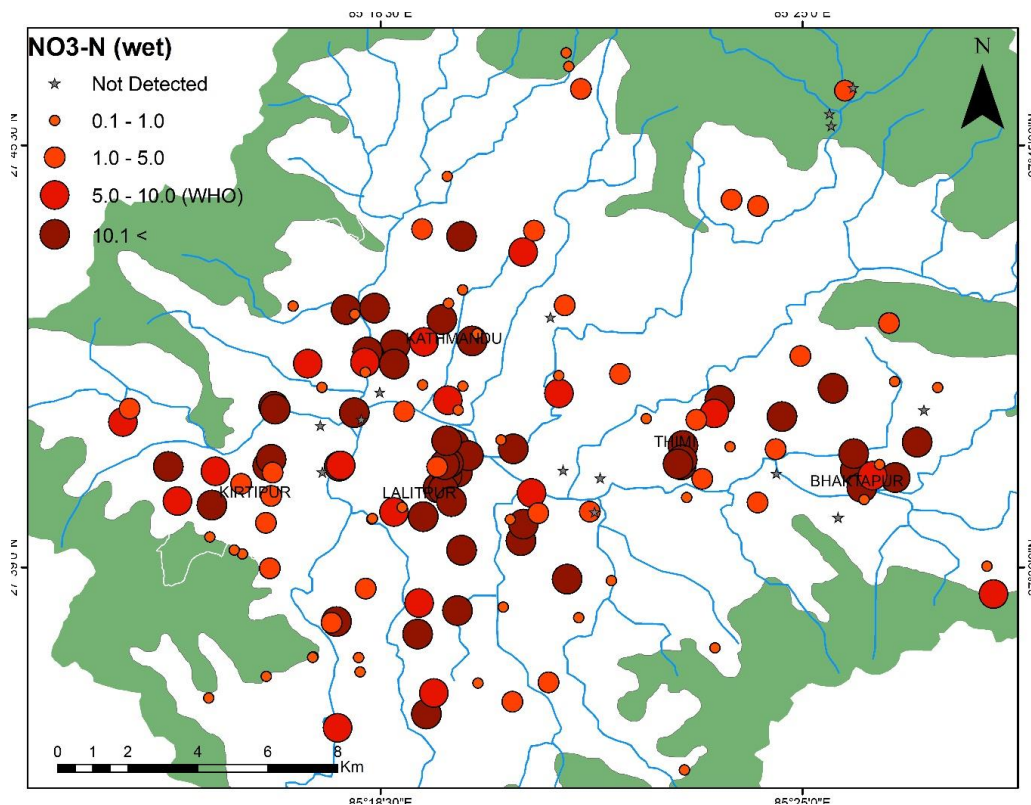 85°18'30"E
85°25'0"E
NO3-N (wet)
N
Not Detected
0.1 - 1.0
1.0 - 5.0
5.0 - 10.0 (WHO)
10.1 <
KATHMANDU
THIMI
BHAKTAPUR
KIRTIPUR
LALITPUR
0 1 2 4 6 8
Km
85°18'30"E
85°25'0"E